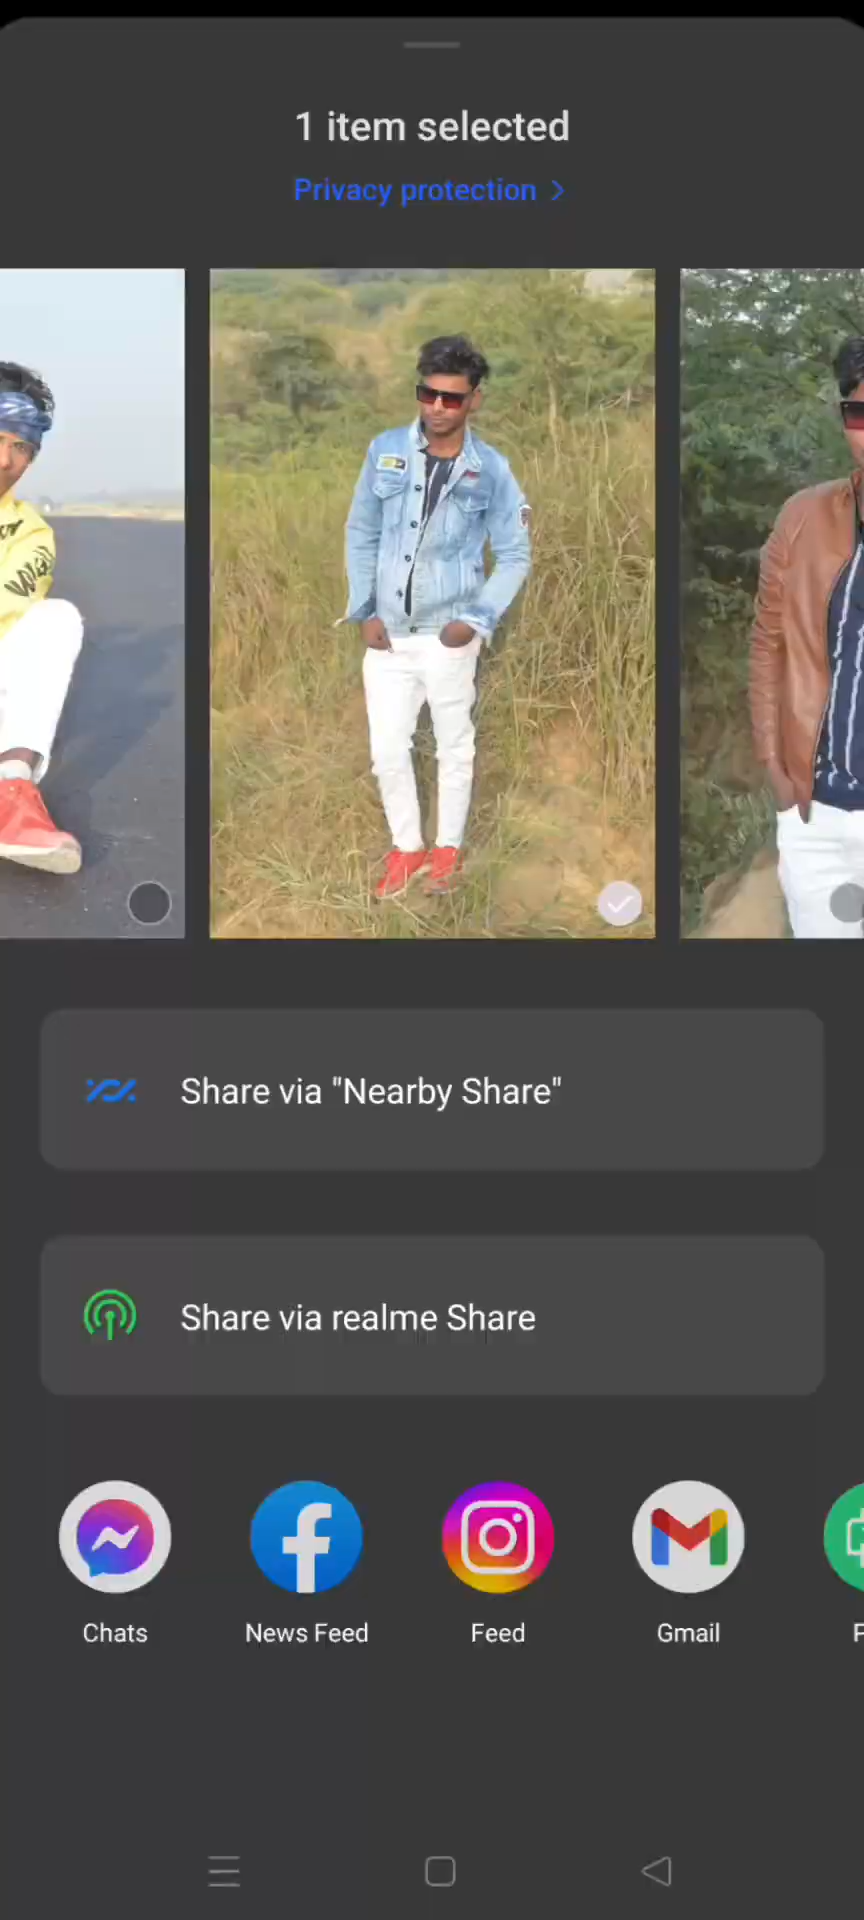 1 item selected
Privacy protection >
Share via "Nearby Share"
Share via realme Share
Chats News Feed Feed Gmail